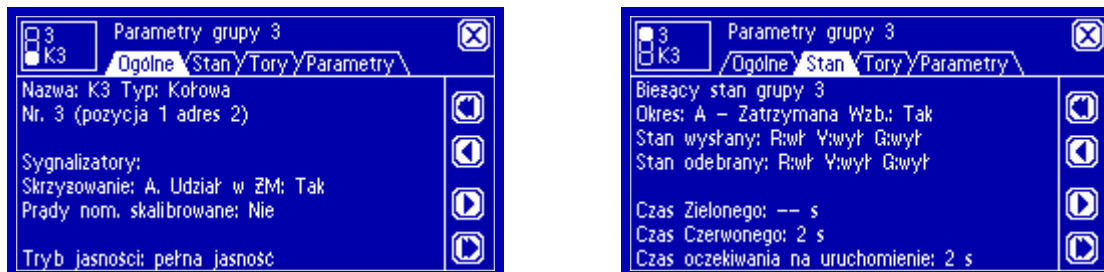 3
K3
Parametry grupy 3
Ogólne Stan Tory Parametry
Nazwa: K3 Typ: Kołowa
Nr. 3 (pozycja 1 adres 2)
Sygnalizatory:
Skrzyżowanie: A. Udział w ŻM: Tak
Prądy nom. skalibrowane: Nie
Tryb jasności: pełna jasność
3
K3
Parametry grupy 3
Ogólne Stan Tory Parametry
Bieżący stan grupy 3
Okres: A - Zatrzymana Wzb.: Tak
Stan wysłany: R:wł Y:wył G:wył
Stan odebrany: R:wł Y:wył G:wył
Czas Zielonego: -- s
Czas Czerwonego: 2 s
Czas oczekiwania na uruchomienie: 2 s